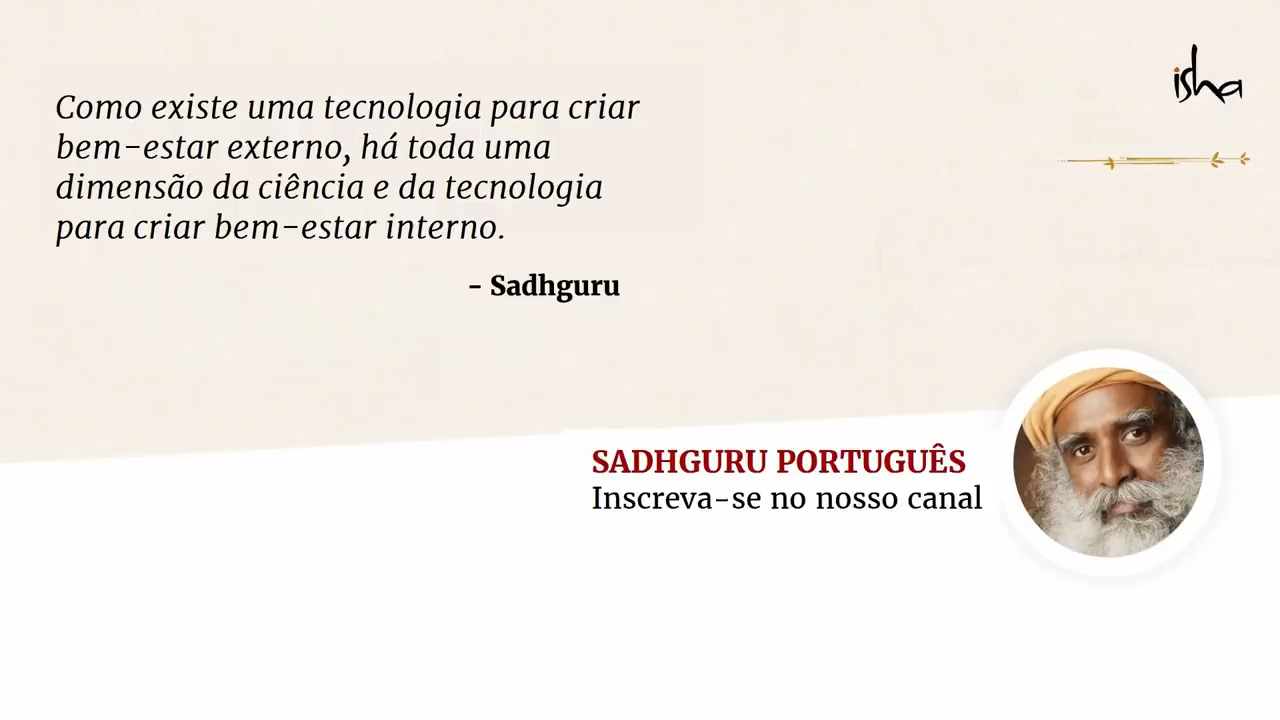 isha
Como existe uma tecnologia para criar
bem-estar externo, há toda uma
dimensão da ciência e da tecnologia
para criar bem-estar interno.
- Sadhguru
SADHGURU PORTUGUÊS
Inscreva-se no nosso canal